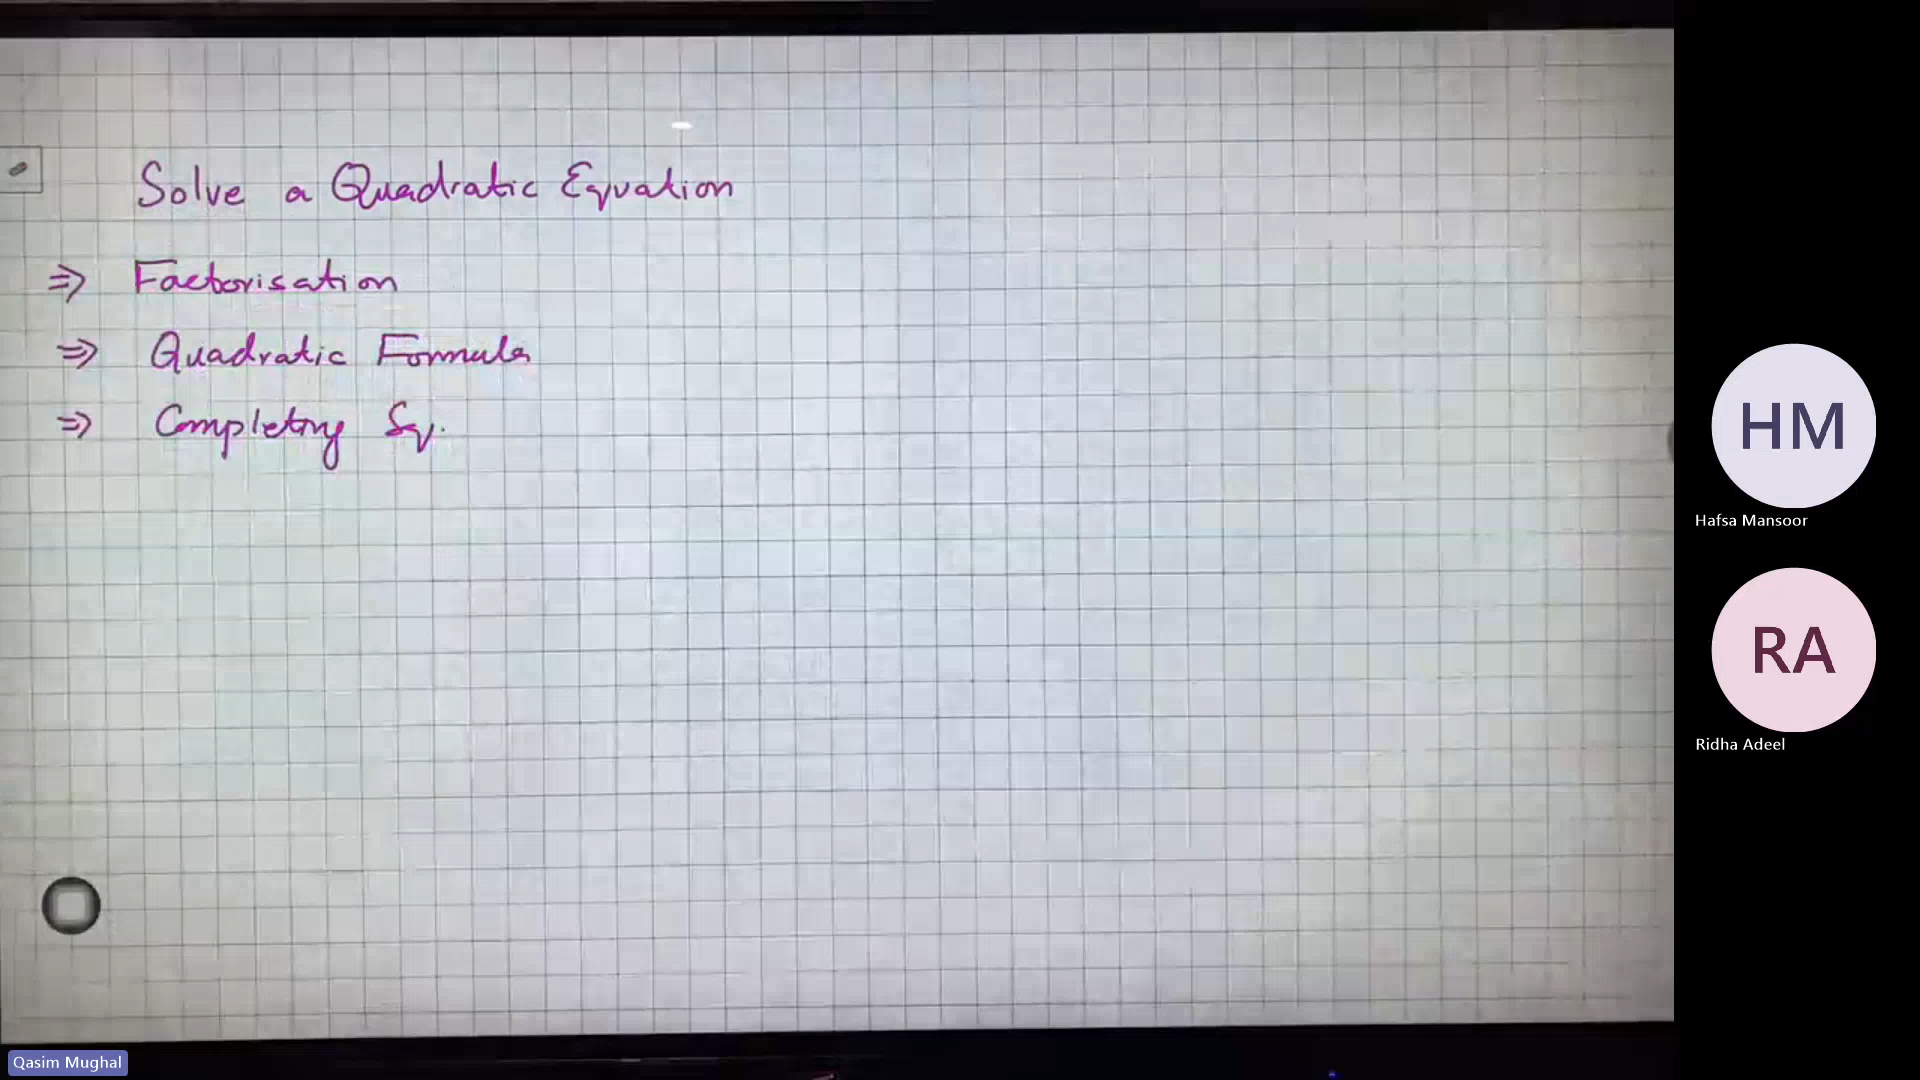 Solve a Quadratic Equation
⇒ Factorisation
⇒ Quadratic Formula
⇒ Completing Sq.
HM
Hafsa Mansoor
RA
Ridha Adeel
Qasim Mughal